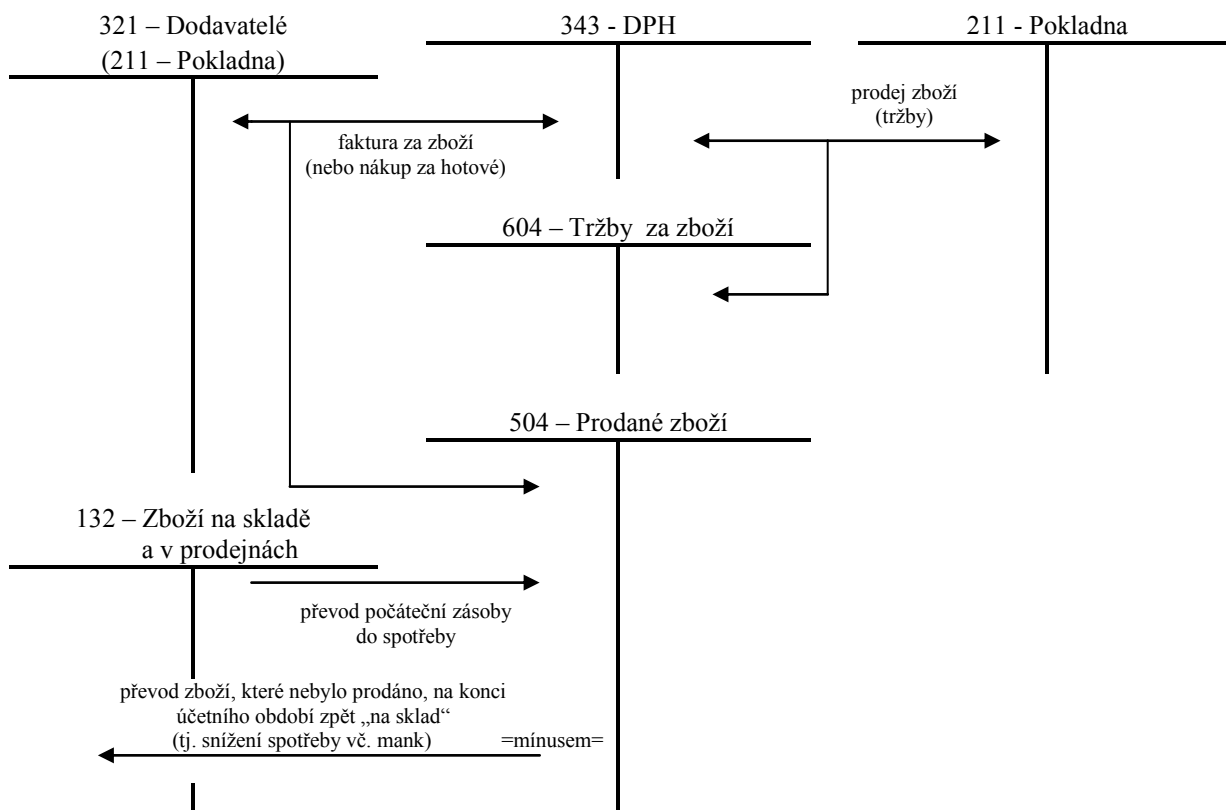 321 – Dodavatelé
(211 – Pokladna)
343 - DPH
211 - Pokladna
faktura za zboží
(nebo nákup za hotové)
prodej zboží
(tržby)
604 – Tržby  za zboží
504 – Prodané zboží
132 – Zboží na skladě
a v prodejnách
převod počáteční zásoby
do spotřeby
převod zboží, které nebylo prodáno, na konci
účetního období zpět „na sklad“
(tj. snížení spotřeby vč. mank)
=mínusem=